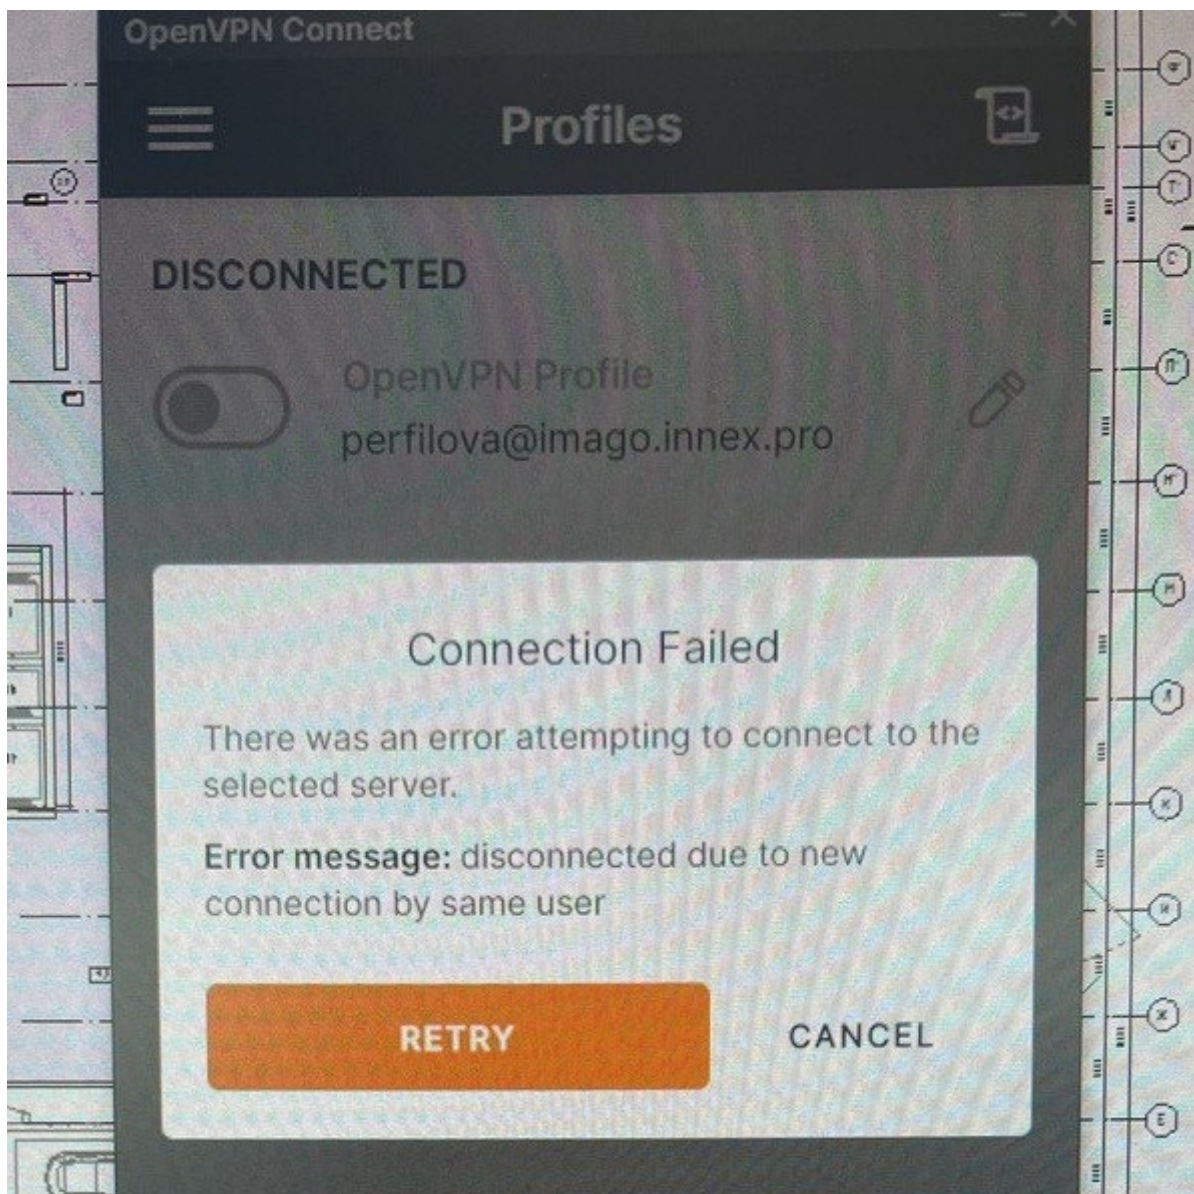 OpenVPN Connect
Profiles
DISCONNECTED
OpenVPN Profile
perfilova@imago.innex.pro
Connection Failed
There was an error attempting to connect to the
selected server.
Error message: disconnected due to new
connection by same user
RETRY
CANCEL